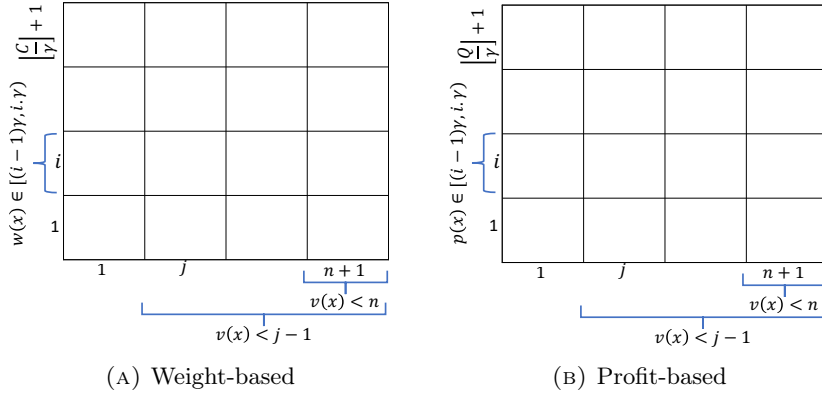 ⌊C/γ⌋ + 1
w(x) ∈ [(i − 1)γ, i.γ)
i
1
1
j
n + 1
v(x) < n
v(x) < j − 1
(A) Weight-based
⌊Q/γ⌋ + 1
p(x) ∈ [(i − 1)γ, i.γ)
i
1
1
j
n + 1
v(x) < n
v(x) < j − 1
(B) Profit-based